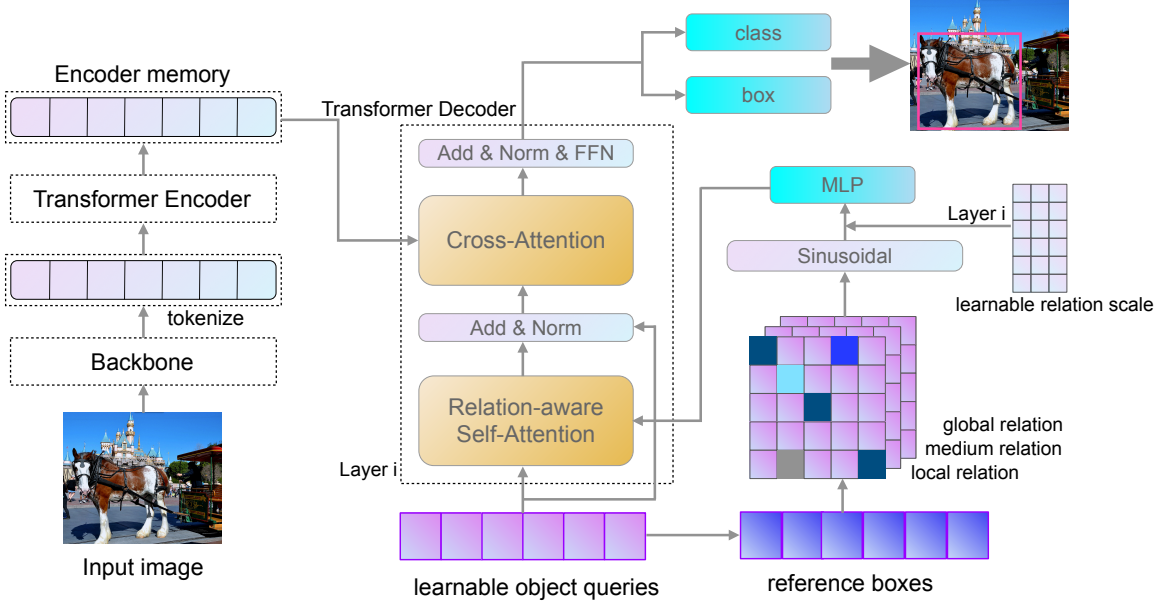 class
Encoder memory
box
Transformer Decoder
Add & Norm & FFN
Transformer Encoder
MLP
Layer i
Cross-Attention
Sinusoidal
learnable relation scale
tokenize
Add & Norm
Backbone
Relation-aware
Self-Attention
global relation
medium relation
local relation
Layer i
Input image
learnable object queries
reference boxes